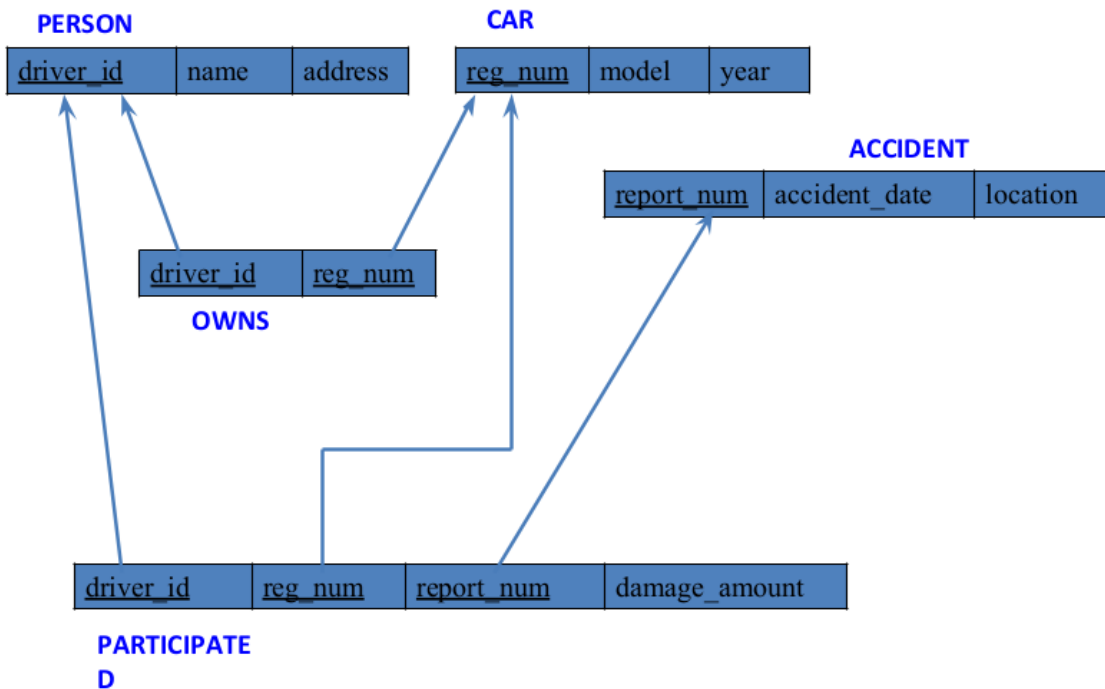 PERSON
driver_id name address
CAR
reg_num model year
ACCIDENT
report_num accident_date location
driver_id reg_num
OWNS
driver_id reg_num report_num damage_amount
PARTICIPATE
D